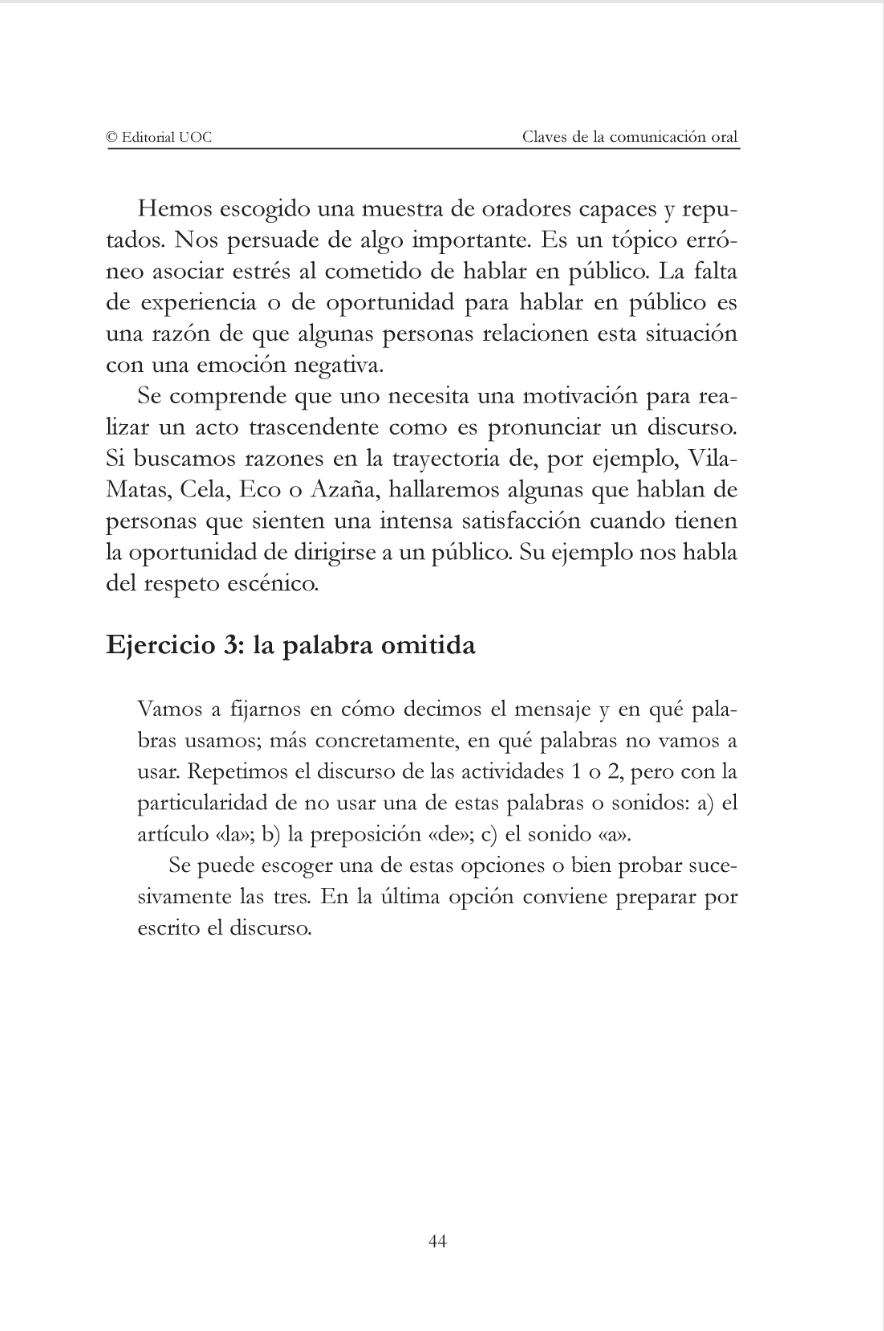 © Editorial UOC
Claves de la comunicación oral
Hemos escogido una muestra de oradores capaces y repu-
tados. Nos persuade de algo importante. Es un tópico erró-
neo asociar estrés al cometido de hablar en público. La falta
de experiencia o de oportunidad para hablar en público es
una razón de que algunas personas relacionen esta situación
con una emoción negativa.
Se comprende que uno necesita una motivación para rea-
lizar un acto trascendente como es pronunciar un discurso.
Si buscamos razones en la trayectoria de, por ejemplo, Vila-
Matas, Cela, Eco o Azaña, hallaremos algunas que hablan de
personas que sienten una intensa satisfacción cuando tienen
la oportunidad de dirigirse a un público. Su ejemplo nos habla
del respeto escénico.
Ejercicio 3: la palabra omitida
Vamos a fijarnos en cómo decimos el mensaje y en qué pala-
bras usamos; más concretamente, en qué palabras no vamos a
usar. Repetimos el discurso de las actividades 1 o 2, pero con la
particularidad de no usar una de estas palabras o sonidos: a) el
artículo «la»; b) la preposición «de»; c) el sonido «a».
Se puede escoger una de estas opciones o bien probar suce-
sivamente las tres. En la última opción conviene preparar por
escrito el discurso.
44